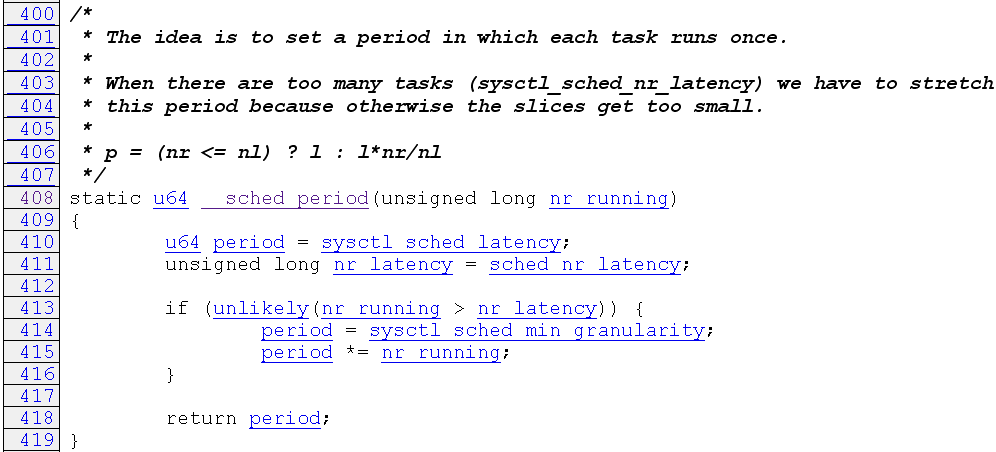 400 /*
401  * The idea is to set a period in which each task runs once.
402  *
403  * When there are too many tasks (sysctl_sched_nr_latency) we have to stretch
404  * this period because otherwise the slices get too small.
405  *
406  * p = (nr <= nl) ? l : l*nr/nl
407  */
408 static u64 __sched_period(unsigned long nr_running)
409 {
410         u64 period = sysctl_sched_latency;
411         unsigned long nr_latency = sched_nr_latency;
412
413         if (unlikely(nr_running > nr_latency)) {
414                 period = sysctl_sched_min_granularity;
415                 period *= nr_running;
416         }
417
418         return period;
419 }